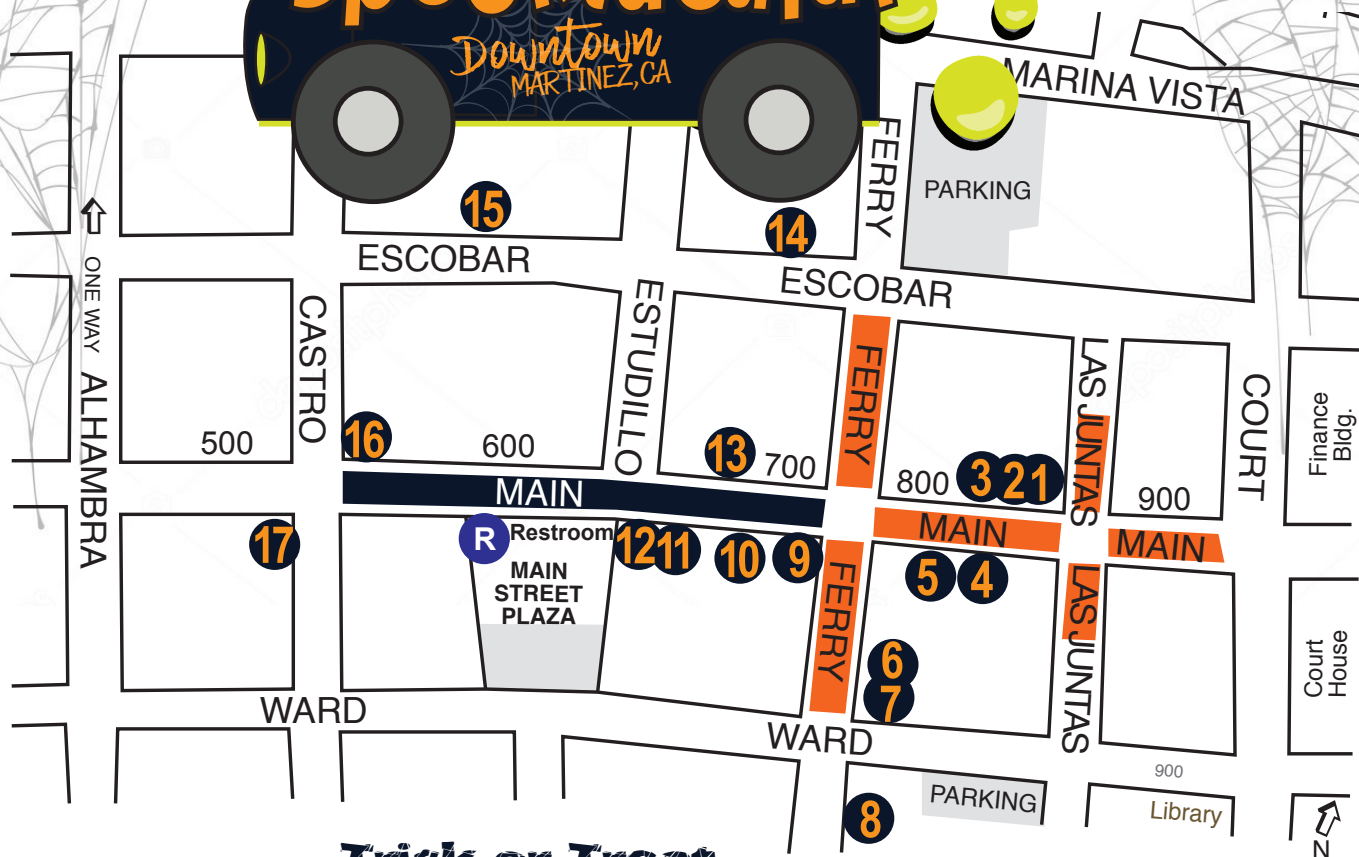 Downtown
MARTINEZ, CA
MARINA VISTA
FERRY
PARKING
15
14
ESCOBAR
ESCOBAR
ONE WAY
ALHAMBRA
CASTRO
ESTUDILLO
FERRY
LAS JUNTAS
COURT
Finance
Bldg.
500
16
600
13
700
800
3
2
1
900
MAIN
MAIN
MAIN
17
R
Restroom
MAIN
STREET
PLAZA
12
11
10
9
5
4
FERRY
LAS JUNTAS
6
7
Court
House
WARD
WARD
900
PARKING
Library
8
Trick or Treat
N